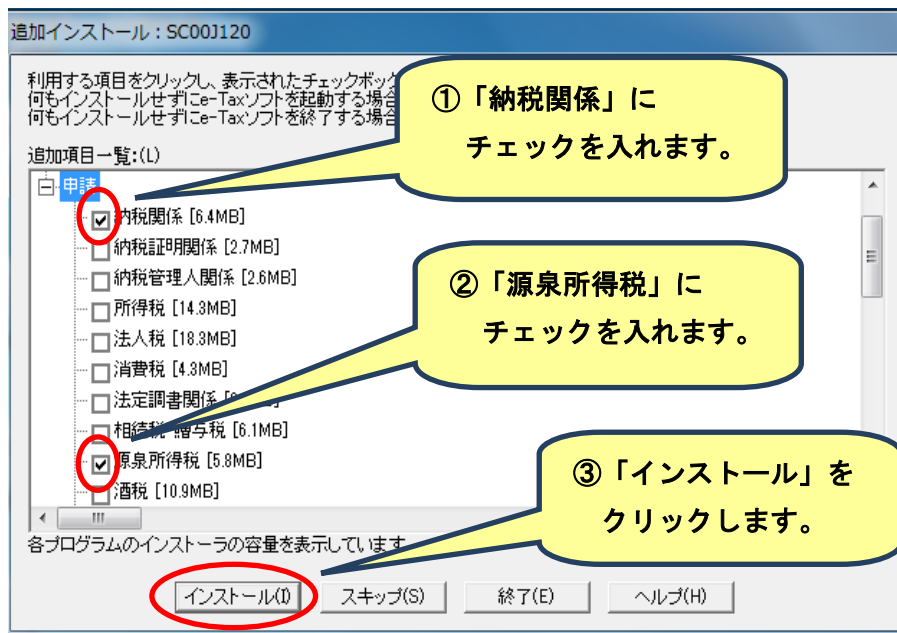 追加インストール：SC00J120
利用する項目をクリックし、表示されたチェックボック
何もインストールせずにe-Taxソフトを起動する場合
何もインストールせずにe-Taxソフトを終了する場合
①「納税関係」に
チェックを入れます。
追加項目一覧:(L)
申請
納税関係 [6.4MB]
納税証明関係 [2.7MB]
納税管理人関係 [2.6MB]
所得税 [14.3MB]
法人税 [18.3MB]
消費税 [4.3MB]
法定調書関係
相続税・贈与税 [6.1MB]
源泉所得税 [5.8MB]
酒税 [10.9MB]
②「源泉所得税」に
チェックを入れます。
③「インストール」を
クリックします。
各プログラムのインストーラの容量を表示しています
インストール(I)
スキップ(S)
終了(E)
ヘルプ(H)